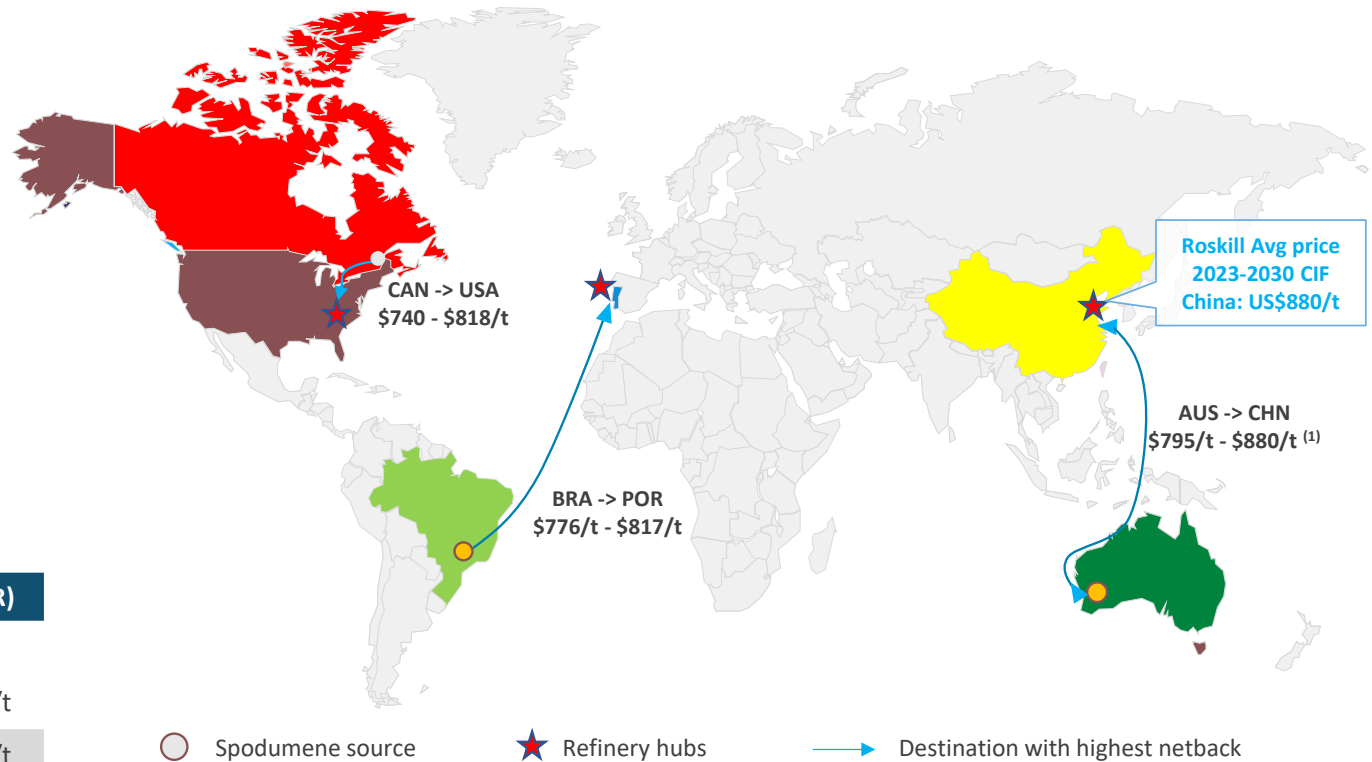 CAN -> USA
$740 - $818/t
Roskill Avg price
2023-2030 CIF
China: US$880/t
AUS -> CHN
$795/t - $880/t (1)
BRA -> POR
$776/t - $817/t
R)
/t
/t
Spodumene source
Refinery hubs
Destination with highest netback